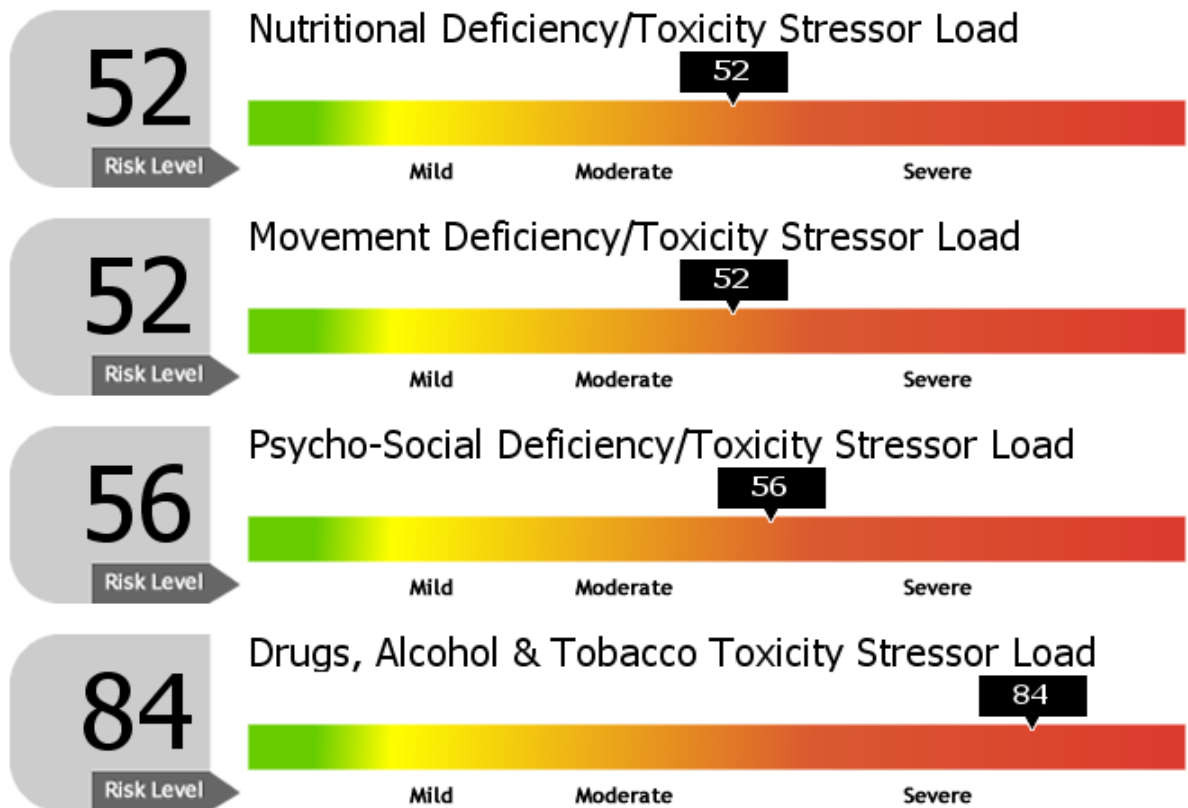 Nutritional Deficiency/Toxicity Stressor Load
52
52
Risk Level
Mild Moderate Severe
Movement Deficiency/Toxicity Stressor Load
52
52
Risk Level
Mild Moderate Severe
Psycho-Social Deficiency/Toxicity Stressor Load
56
56
Risk Level
Mild Moderate Severe
Drugs, Alcohol & Tobacco Toxicity Stressor Load
84
84
Risk Level
Mild Moderate Severe